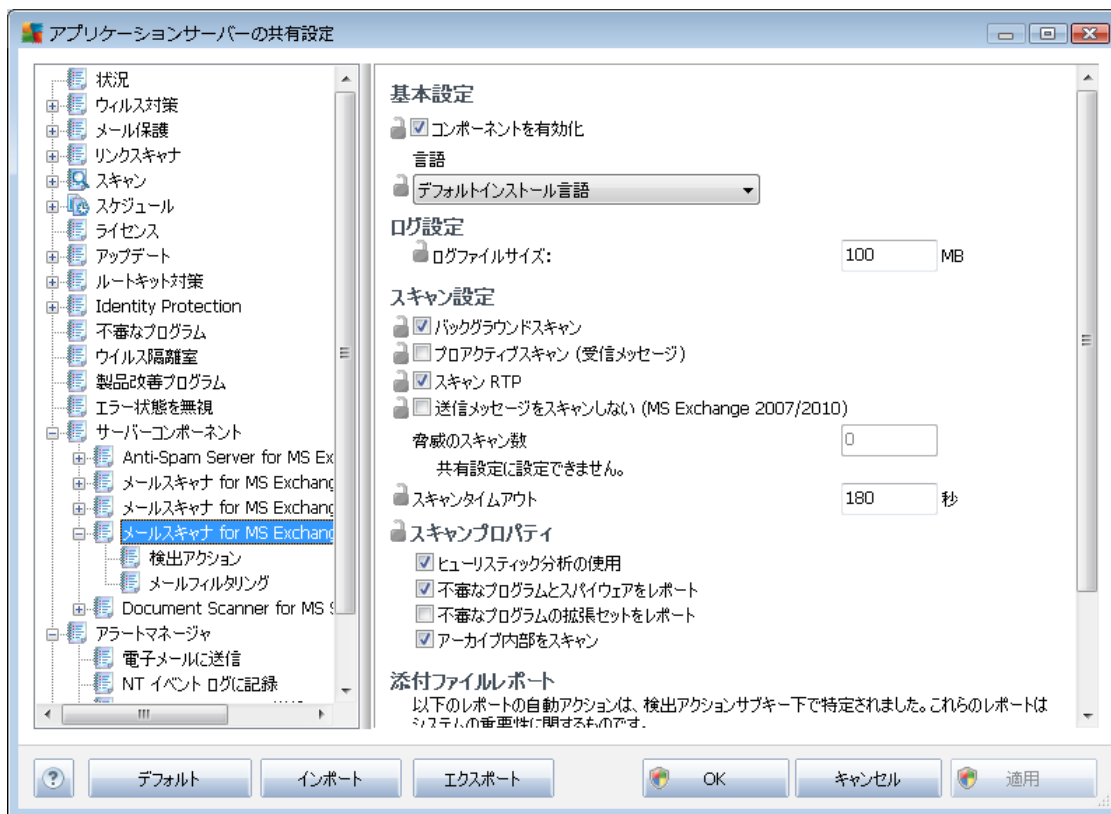 アプリケーションサーバーの共有設定
状況
ウィルス対策
メール保護
リンクスキャナ
スキャン
スケジュール
ライセンス
アップデート
ルートキット対策
Identity Protection
不審なプログラム
ウイルス隔離室
製品改善プログラム
エラー状態を無視
サーバーコンポーネント
Anti-Spam Server for MS Ex
メールスキャナ for MS Exchang
メールスキャナ for MS Exchang
メールスキャナ for MS Exchang
検出アクション
メールフィルタリング
Document Scanner for MS S
アラートマネージャ
電子メールに送信
NT イベント ログに記録
基本設定
コンポーネントを有効化
言語
デフォルトインストール言語
ログ設定
ログファイルサイズ: 100 MB
スキャン設定
バックグラウンドスキャン
プロアクティブスキャン (受信メッセージ)
スキャン RTP
送信メッセージをスキャンしない (MS Exchange 2007/2010)
脅威のスキャン数 0
共有設定に設定できません。
スキャンタイムアウト 180 秒
スキャンプロパティ
ヒューリスティック分析の使用
不審なプログラムとスパイウェアをレポート
不審なプログラムの拡張セットをレポート
アーカイブ内部をスキャン
添付ファイルレポート
以下のレポートの自動アクションは、検出アクションサブキー下で特定されました。これらのレポートは
システムの重要性に関するものです。
デフォルト インポート エクスポート OK キャンセル 適用